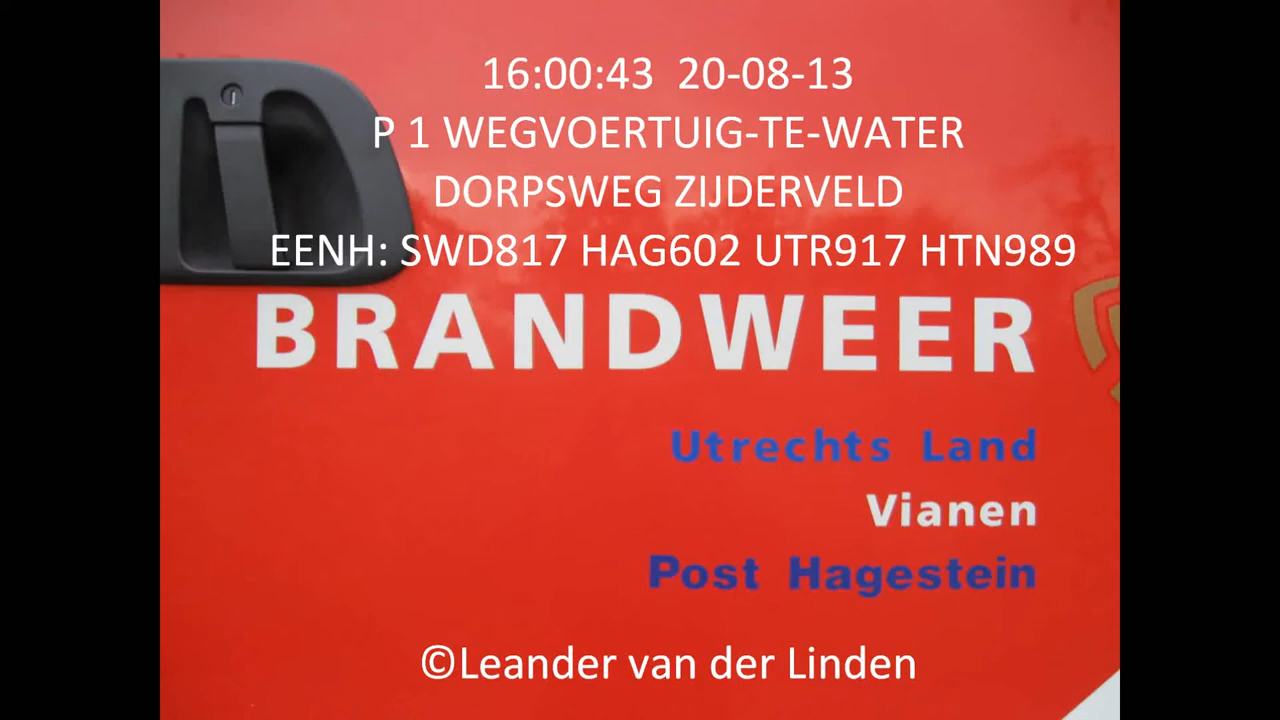 16:00:43 20-08-13
P 1 WEGVOERTUIG-TE-WATER
DORPSWEG ZIJDERVELD
EENH: SWD817 HAG602 UTR917 HTN989
BRANDWEER
Utrechts Land
Vianen
Post Hagestein
©Leander van der Linden